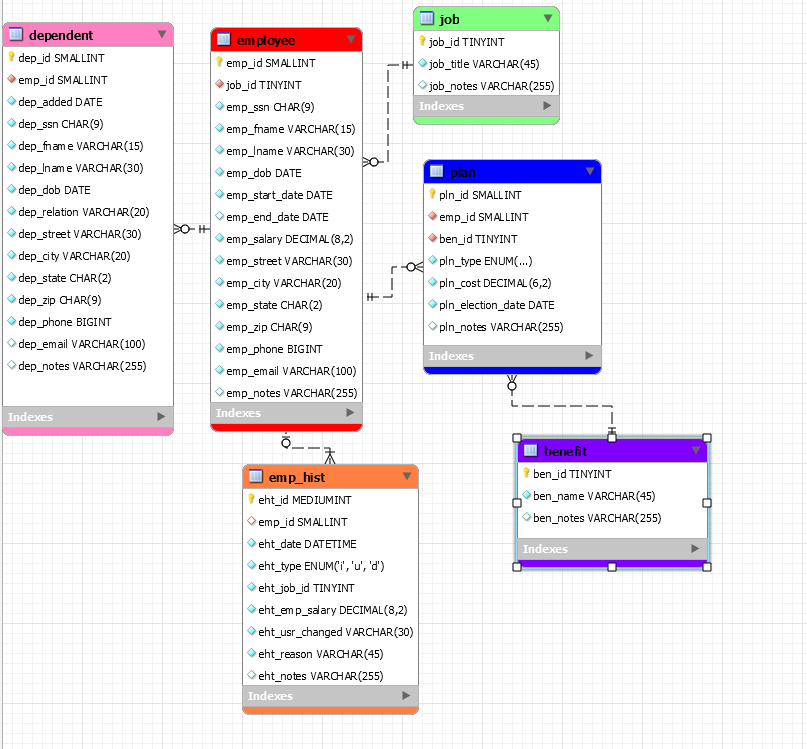 dependent
dep_id SMALLINT
emp_id SMALLINT
dep_added DATE
dep_ssn CHAR(9)
dep_fname VARCHAR(15)
dep_lname VARCHAR(30)
dep_dob DATE
dep_relation VARCHAR(20)
dep_street VARCHAR(30)
dep_city VARCHAR(20)
dep_state CHAR(2)
dep_zip CHAR(9)
dep_phone BIGINT
dep_email VARCHAR(100)
dep_notes VARCHAR(255)
Indexes
employee
emp_id SMALLINT
job_id TINYINT
emp_ssn CHAR(9)
emp_fname VARCHAR(15)
emp_lname VARCHAR(30)
emp_dob DATE
emp_start_date DATE
emp_end_date DATE
emp_salary DECIMAL(8,2)
emp_street VARCHAR(30)
emp_city VARCHAR(20)
emp_state CHAR(2)
emp_zip CHAR(9)
emp_phone BIGINT
emp_email VARCHAR(100)
emp_notes VARCHAR(255)
Indexes
job
job_id TINYINT
job_title VARCHAR(45)
job_notes VARCHAR(255)
Indexes
plan
pln_id SMALLINT
emp_id SMALLINT
ben_id TINYINT
pln_type ENUM(...)
pln_cost DECIMAL(6,2)
pln_election_date DATE
pln_notes VARCHAR(255)
Indexes
benefit
ben_id TINYINT
ben_name VARCHAR(45)
ben_notes VARCHAR(255)
Indexes
emp_hist
eht_id MEDIUMINT
emp_id SMALLINT
eht_date DATETIME
eht_type ENUM('i', 'u', 'd')
eht_job_id TINYINT
eht_emp_salary DECIMAL(8,2)
eht_usr_changed VARCHAR(30)
eht_reason VARCHAR(45)
eht_notes VARCHAR(255)
Indexes